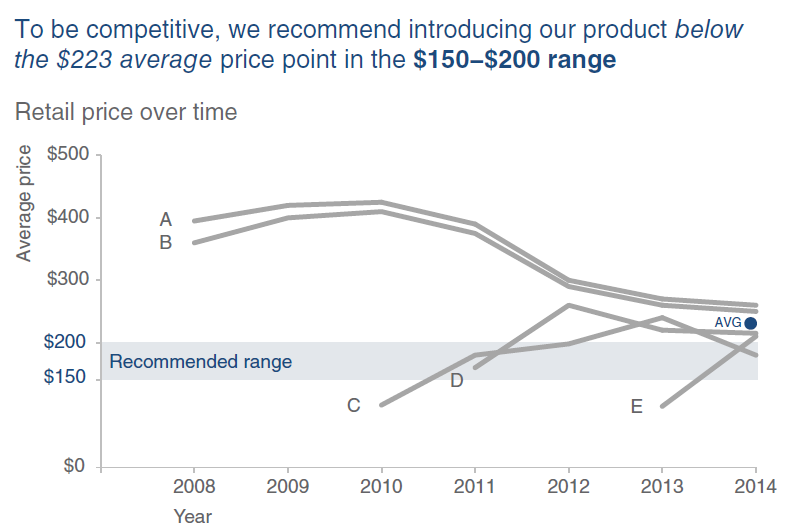 To be competitive, we recommend introducing our product below
the $223 average price point in the $150–$200 range
Retail price over time
Average price
$500
$400
$300
$200
$150
$0
A
B
C
D
E
AVG
Recommended range
2008 2009 2010 2011 2012 2013 2014
Year